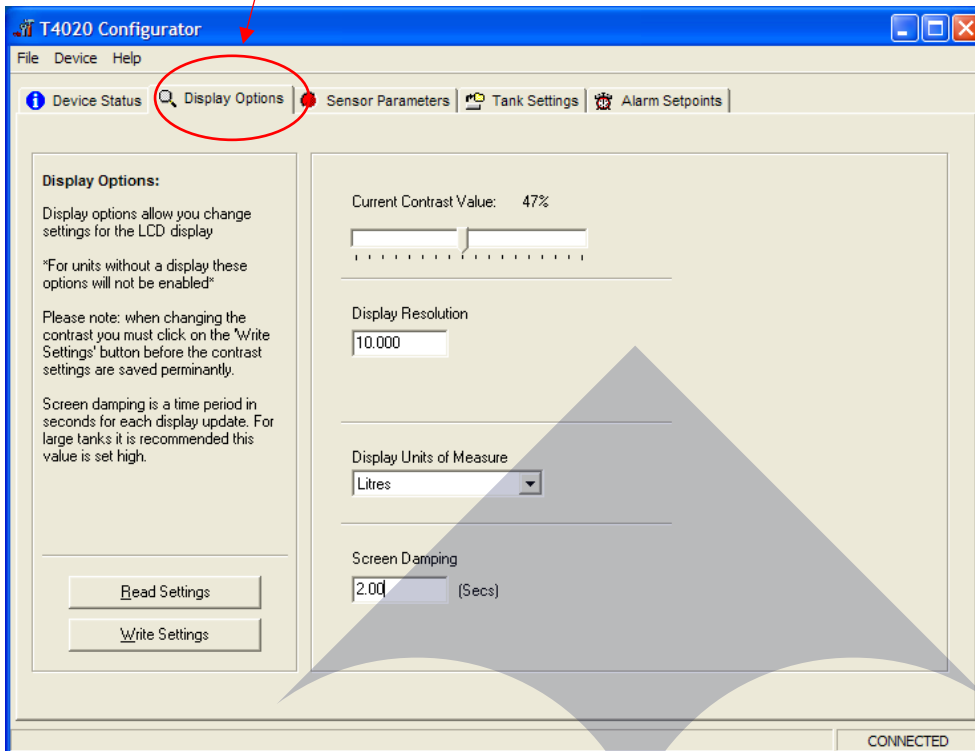 T4020 Configurator
File Device Help
Device Status Display Options Sensor Parameters Tank Settings Alarm Setpoints
Display Options:
Display options allow you change
settings for the LCD display
*For units without a display these
options will not be enabled*
Please note: when changing the
contrast you must click on the 'Write
Settings' button before the contrast
settings are saved perminantly.
Screen damping is a time period in
seconds for each display update. For
large tanks it is recommended this
value is set high.
Read Settings
Write Settings
Current Contrast Value: 47%
Display Resolution
10.000
Display Units of Measure
Litres
Screen Damping
2.00 (Secs)
CONNECTED